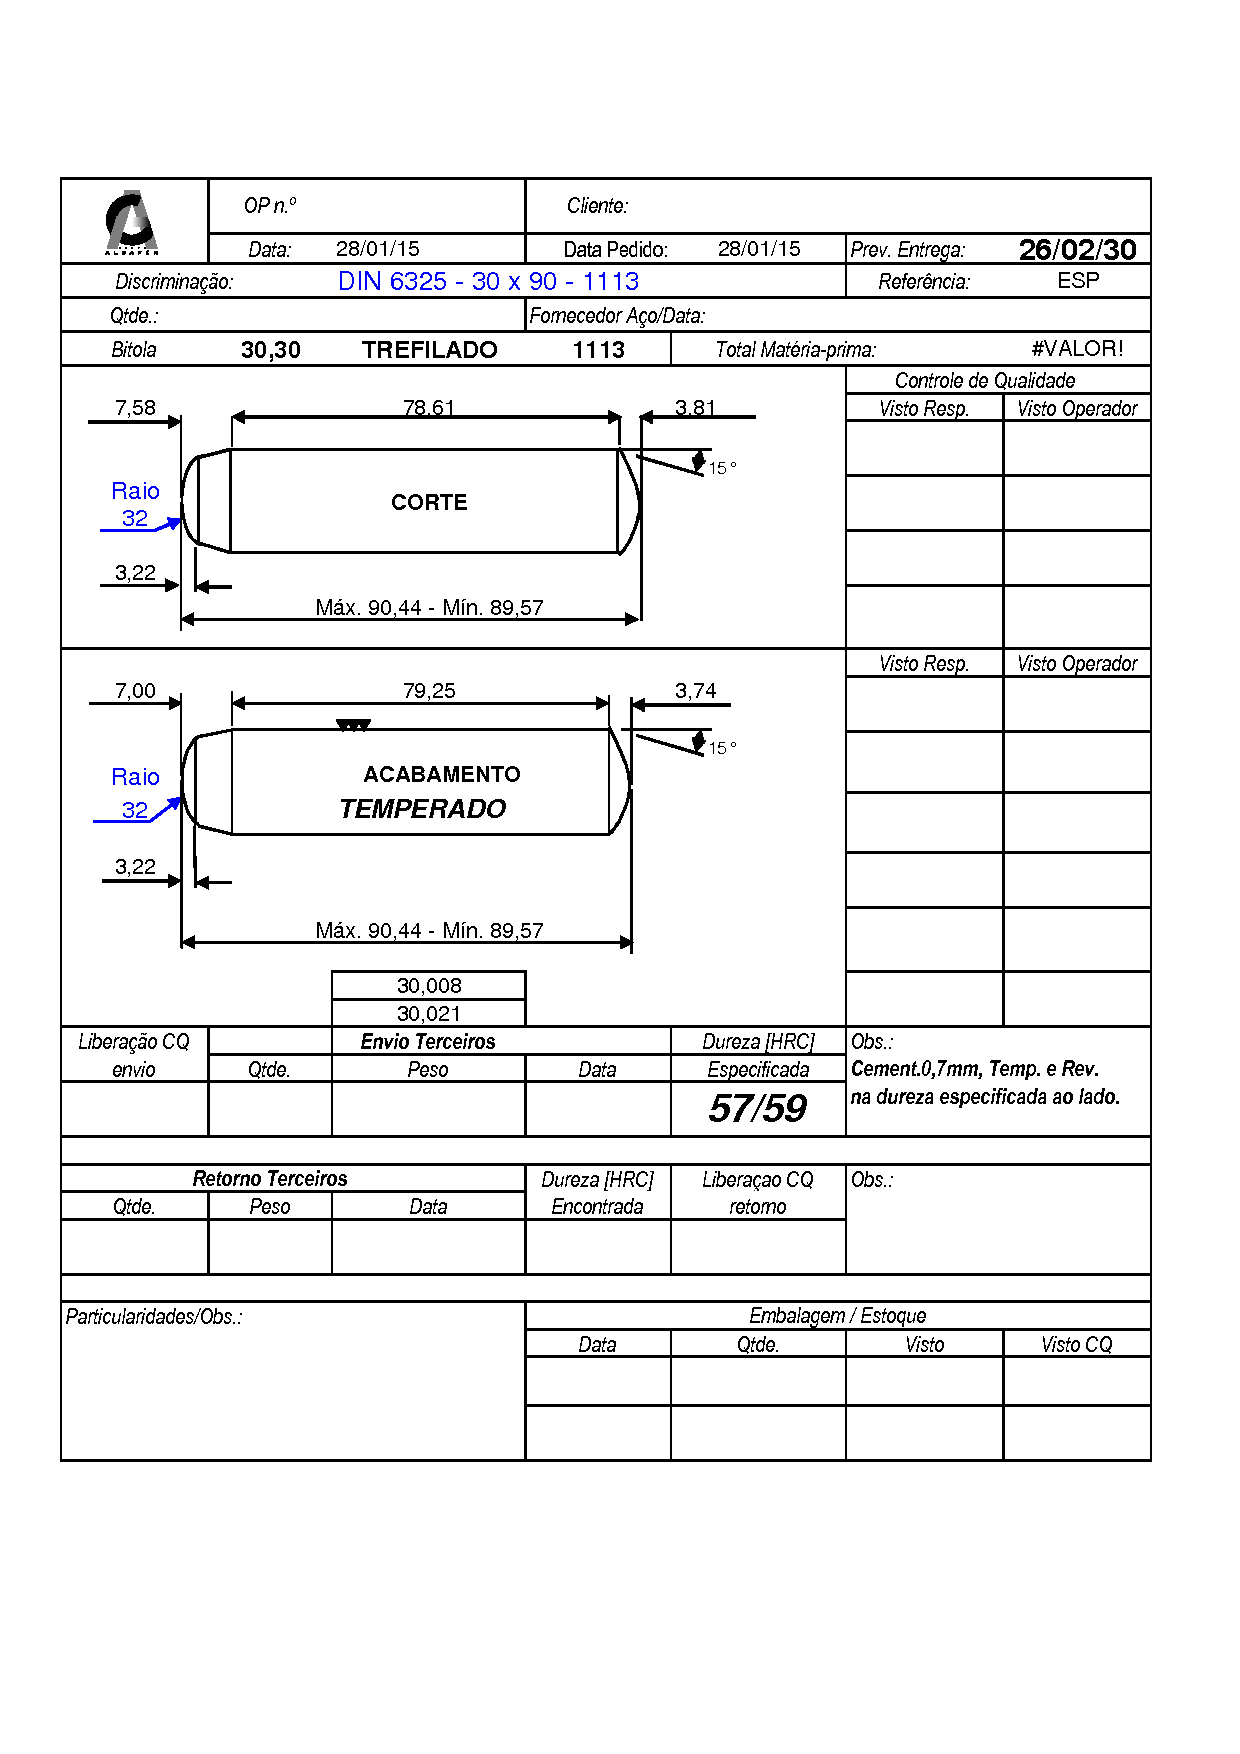 OP n.º Cliente:
ALBAFER
Data: 28/01/15 Data Pedido: 28/01/15 Prev. Entrega: 26/02/30
Discriminação: DIN 6325 - 30 x 90 - 1113 Referência: ESP
Qtde.: Fornecedor Aço/Data:
Bitola 30,30 TREFILADO 1113 Total Matéria-prima: #VALOR!
Controle de Qualidade
7,58 78,61 3,81 Visto Resp. Visto Operador
15°
Raio
CORTE
32
3,22
Máx. 90,44 - Mín. 89,57
Visto Resp. Visto Operador
7,00 79,25 3,74
15°
Raio ACABAMENTO
32 TEMPERADO
3,22
Máx. 90,44 - Mín. 89,57
30,008
30,021
Liberação CQ Envio Terceiros Dureza [HRC] Obs.:
envio Qtde. Peso Data Especificada Cement.0,7mm, Temp. e Rev.
57/59 na dureza especificada ao lado.
Retorno Terceiros Dureza [HRC] Liberaçao CQ Obs.:
Qtde. Peso Data Encontrada retorno
Particularidades/Obs.: Embalagem / Estoque
Data Qtde. Visto Visto CQ